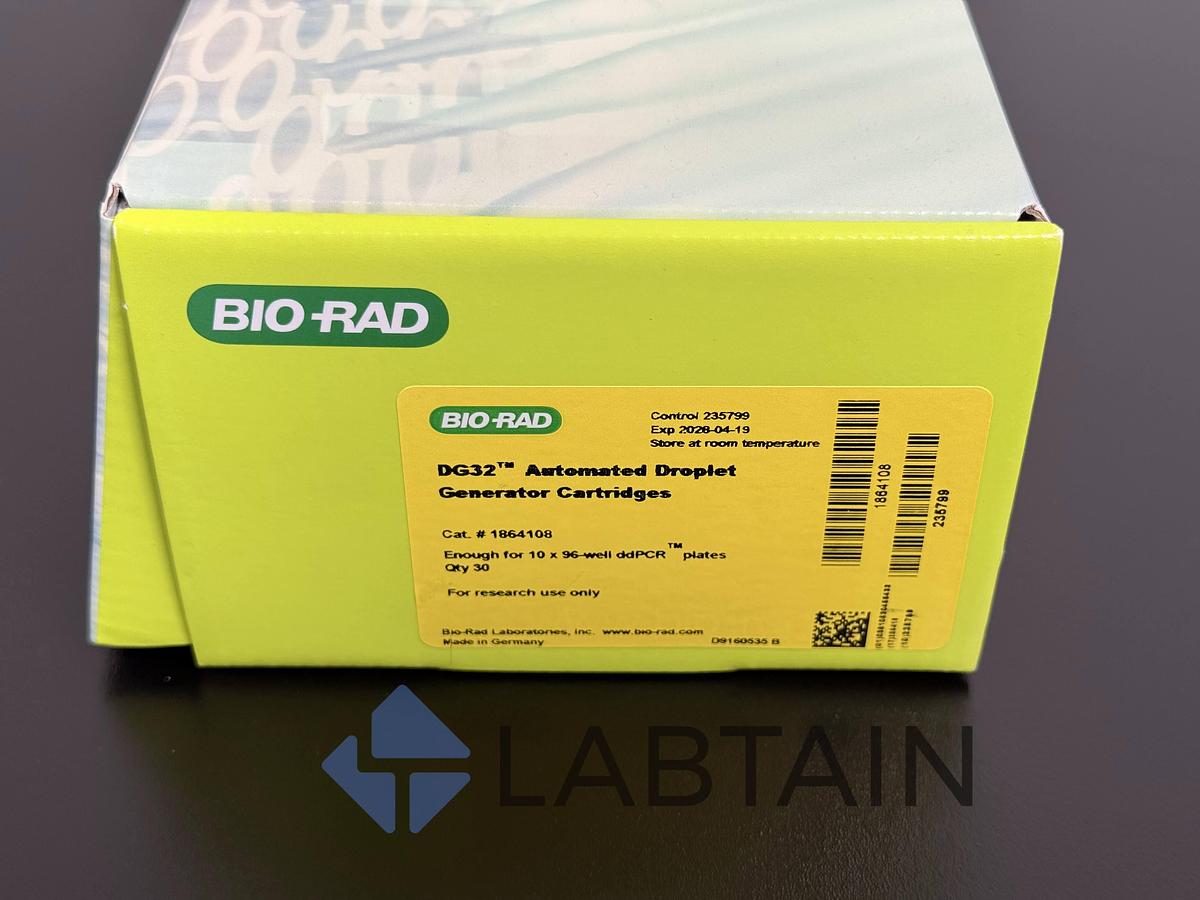 BIO-RAD
BIO-RAD
Control 235799
Exp 2028-04-19
Store at room temperature
DG32™ Automated Droplet
Generator Cartridges
Cat. # 1864108
Enough for 10 x 96-well ddPCR™ plates
Qty 30
For research use only
Bio-Rad Laboratories, Inc. www.bio-rad.com
Made in Germany
D9160535 B
1864108
235799
(10)235799
LABTAIN